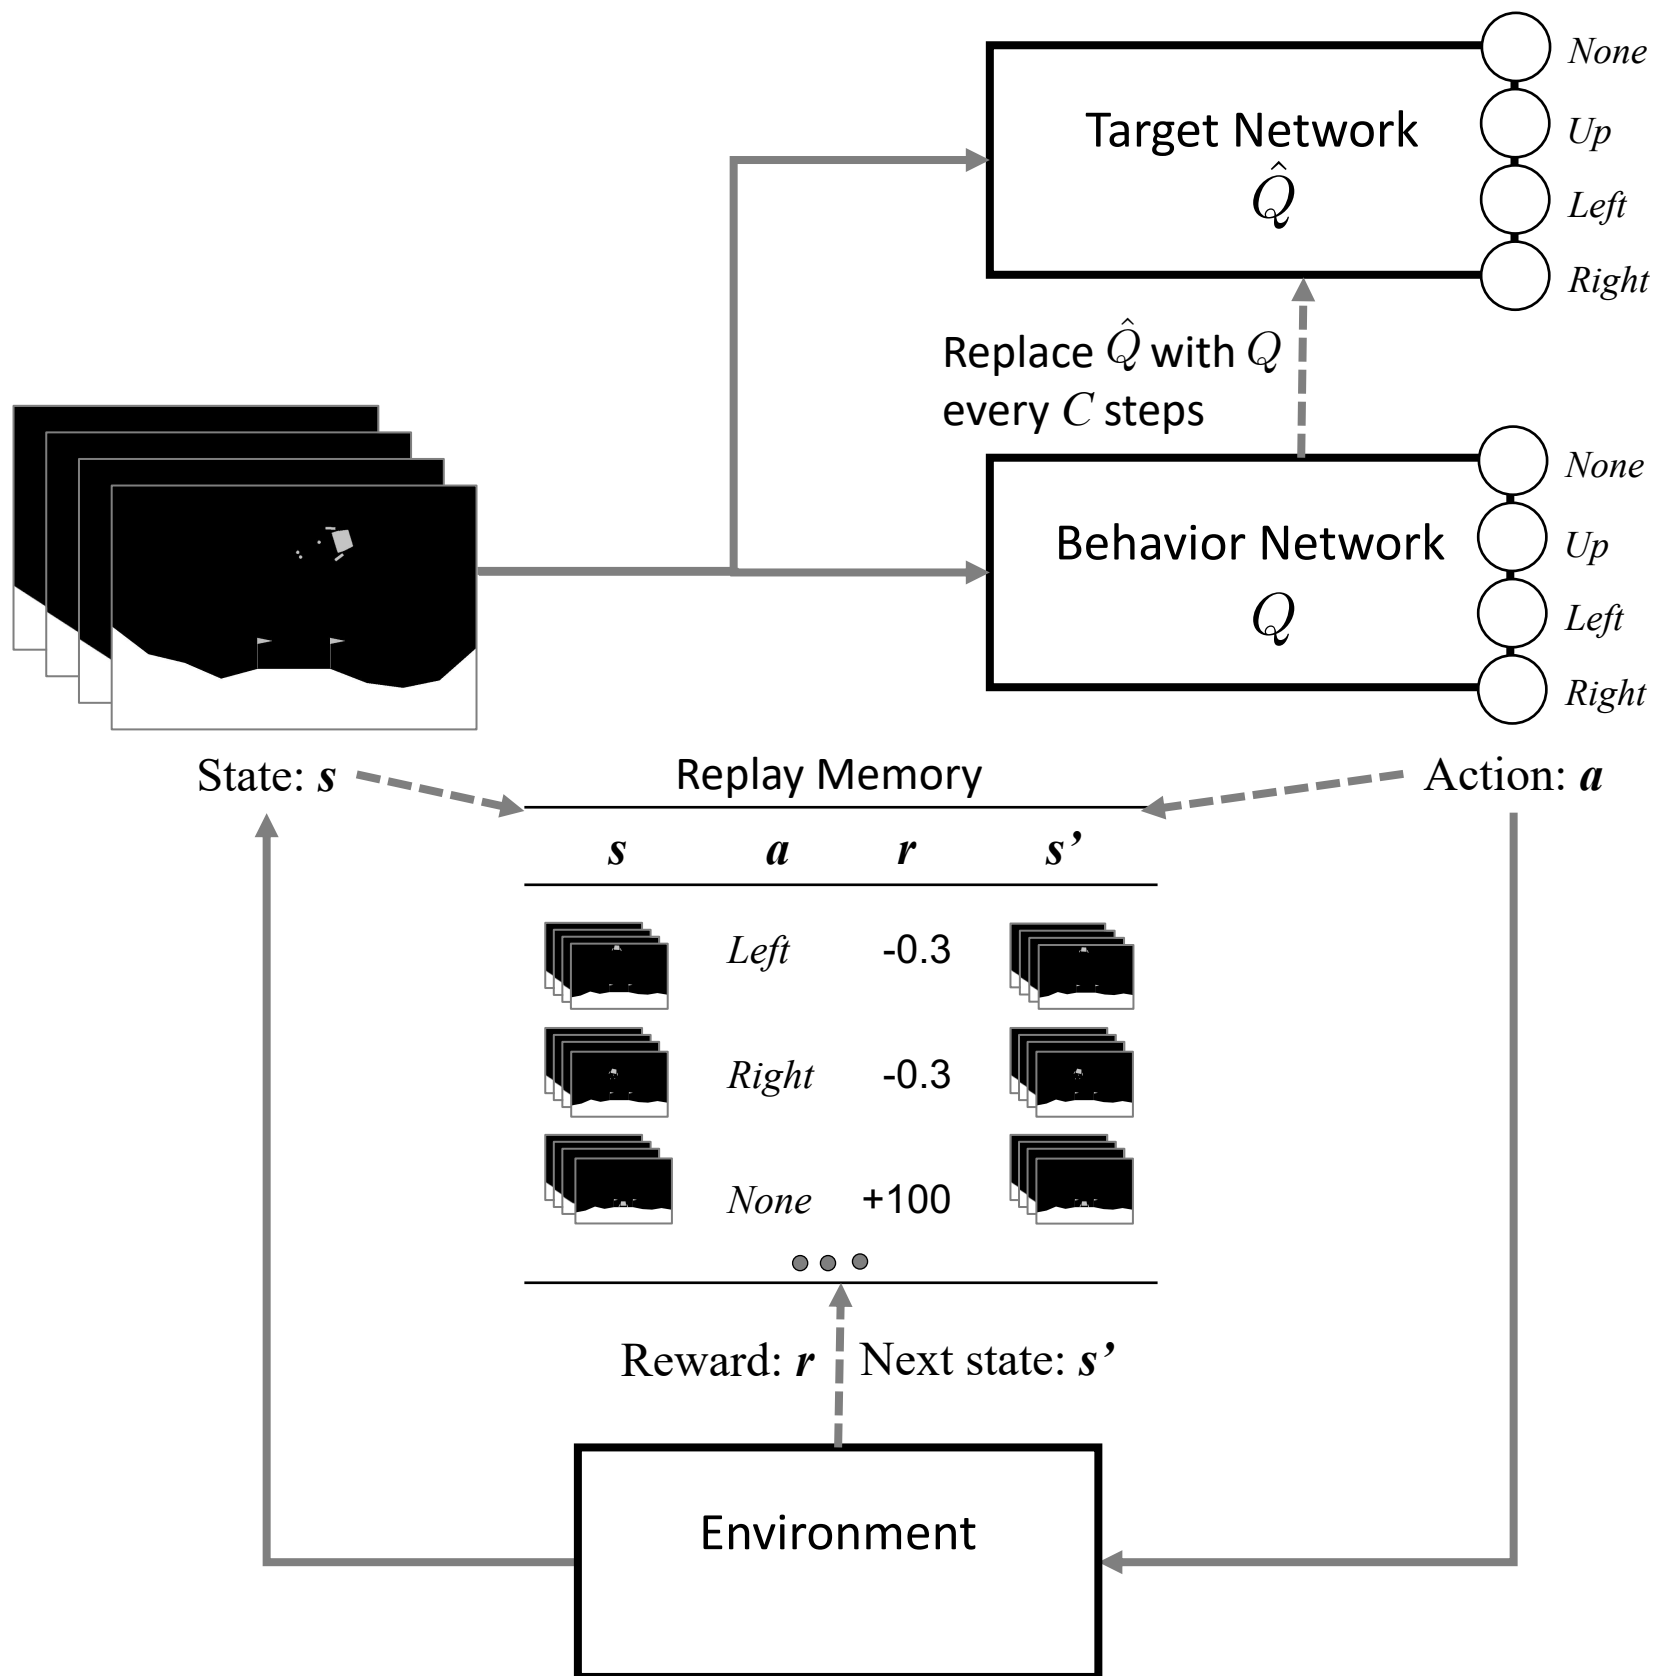 None
Up
Left
Right
Target Network
Q̂
Replace Q̂ with Q
every C steps
None
Up
Left
Right
Behavior Network
Q
State: s
Replay Memory
Action: a
s a r s’
Left -0.3
Right -0.3
None +100
Reward: r Next state: s’
Environment